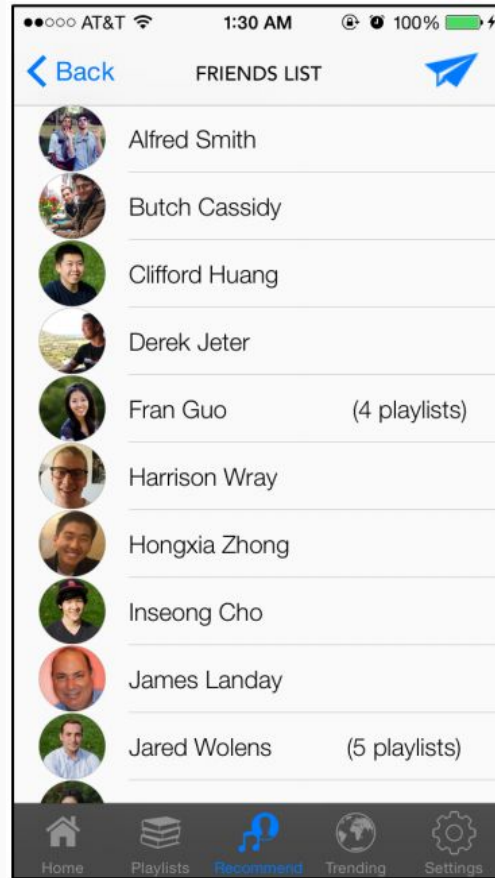 AT&T 1:30 AM 100%
Back FRIENDS LIST
Alfred Smith
Butch Cassidy
Clifford Huang
Derek Jeter
Fran Guo (4 playlists)
Harrison Wray
Hongxia Zhong
Inseong Cho
James Landay
Jared Wolens (5 playlists)
Home Playlists Recommend Trending Settings